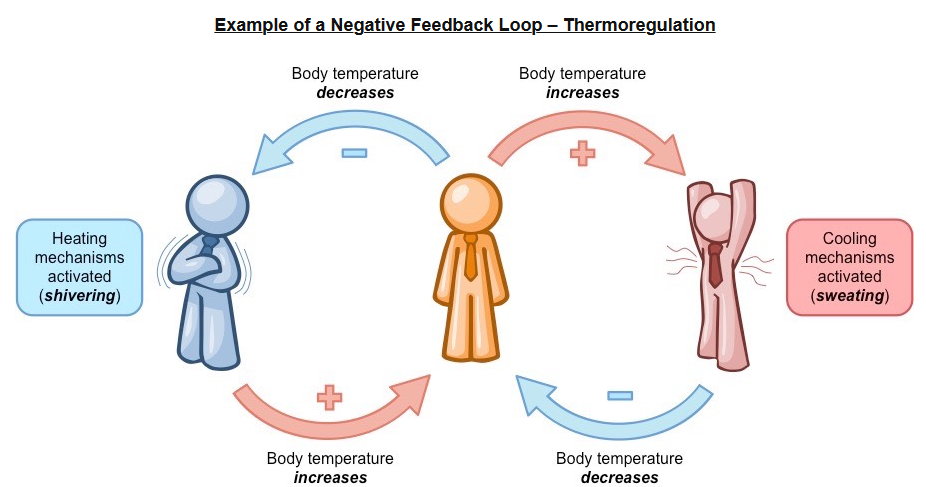 Example of a Negative Feedback Loop – Thermoregulation
Body temperature
decreases
Body temperature
increases
Heating
mechanisms
activated
(shivering)
Cooling
mechanisms
activated
(sweating)
Body temperature
increases
Body temperature
decreases